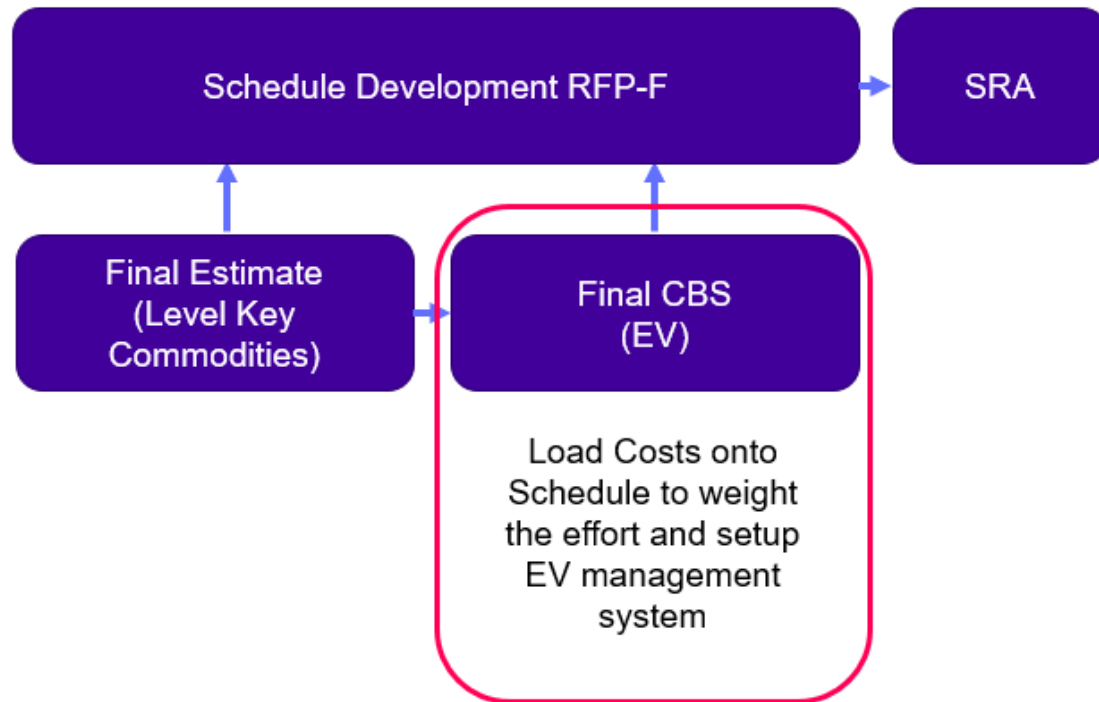 Schedule Development RFP-F
SRA
Final Estimate
(Level Key
Commodities)
Final CBS
(EV)
Load Costs onto
Schedule to weight
the effort and setup
EV management
system